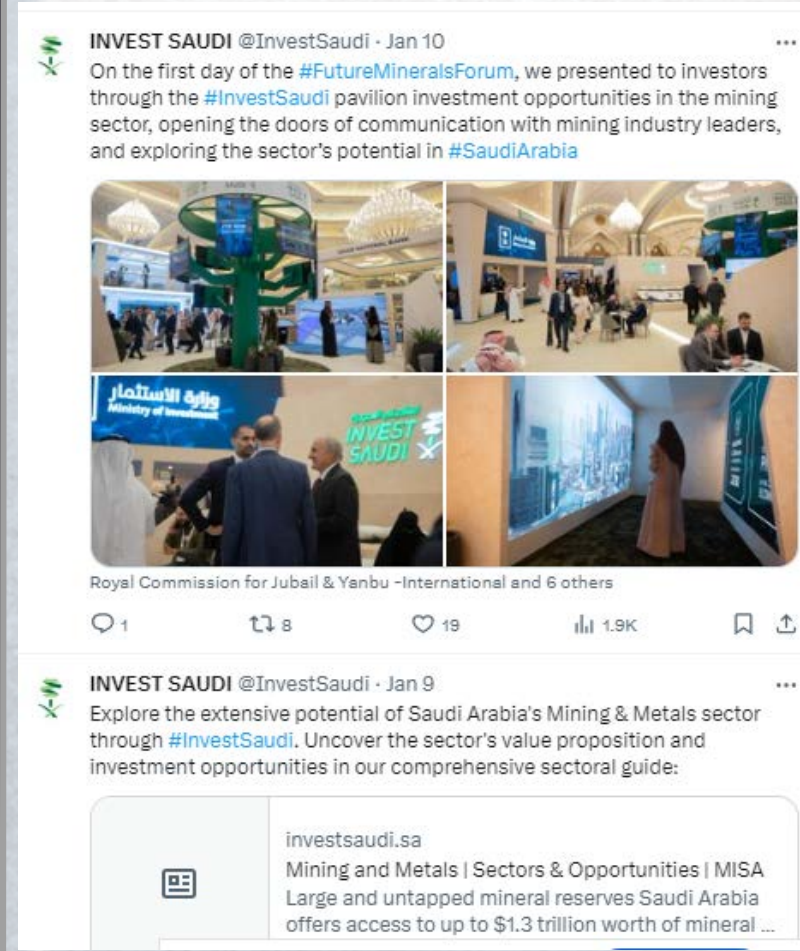 INVEST SAUDI @InvestSaudi · Jan 10
On the first day of the #FutureMineralsForum, we presented to investors
through the #InvestSaudi pavilion investment opportunities in the mining
sector, opening the doors of communication with mining industry leaders,
and exploring the sector's potential in #SaudiArabia
وزارة الاستثمار
Ministry of Investment
INVEST
SAUDI
Royal Commission for Jubail & Yanbu -International and 6 others
1 8 19 1.9K
INVEST SAUDI @InvestSaudi · Jan 9
Explore the extensive potential of Saudi Arabia's Mining & Metals sector
through #InvestSaudi. Uncover the sector's value proposition and
investment opportunities in our comprehensive sectoral guide:
investsaudi.sa
Mining and Metals | Sectors & Opportunities | MISA
Large and untapped mineral reserves Saudi Arabia
offers access to up to $1.3 trillion worth of mineral ...